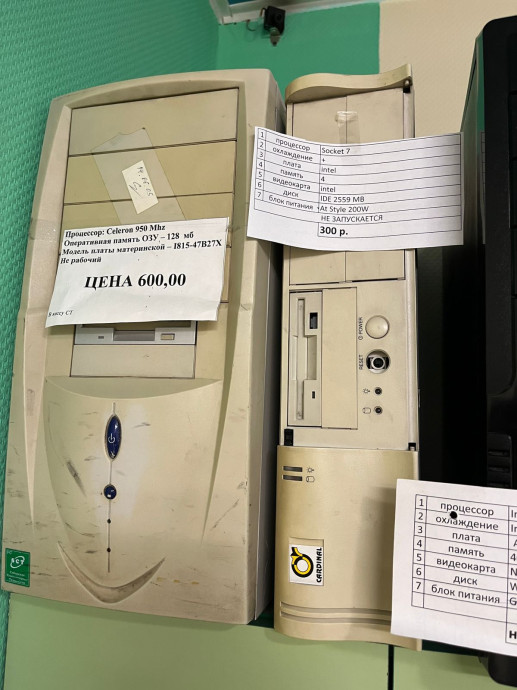 Процессор: Celeron 950 Mhz
Оперативная память ОЗУ – 128 мб
Модель платы материнской – I815-47B27X
Не рабочий
ЦЕНА 600,00
1 процессор Socket 7
2 охлаждение +
3 плата intel
4 память 4
5 видеокарта intel
6 диск IDE 2559 MB
7 блок питания At Style 200W
НЕ ЗАПУСКАЕТСЯ
300 р.
POWER
RESET
CARDINAL
1 процессор
2 охлаждение
3 плата
4 память
5 видеокарта
6 диск
7 блок питания